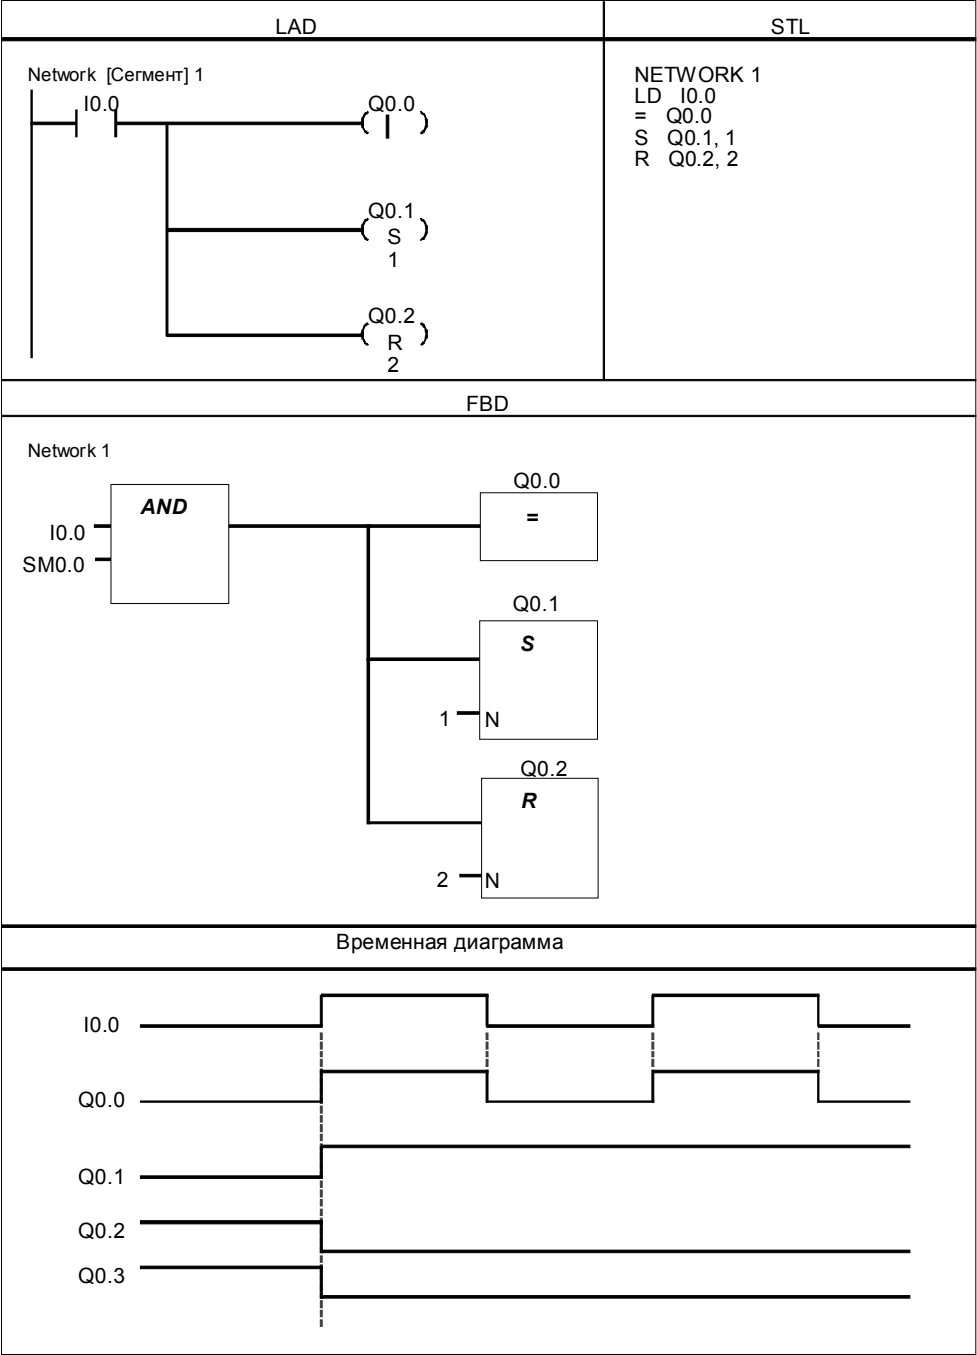 LAD
STL
Network [Сегмент] 1
I0.0
Q0.0
Q0.1
S
1
Q0.2
R
2
NETWORK 1
LD I0.0
= Q0.0
S Q0.1, 1
R Q0.2, 2
FBD
Network 1
AND
I0.0
SM0.0
Q0.0
=
Q0.1
S
1 N
Q0.2
R
2 N
Временная диаграмма
I0.0
Q0.0
Q0.1
Q0.2
Q0.3